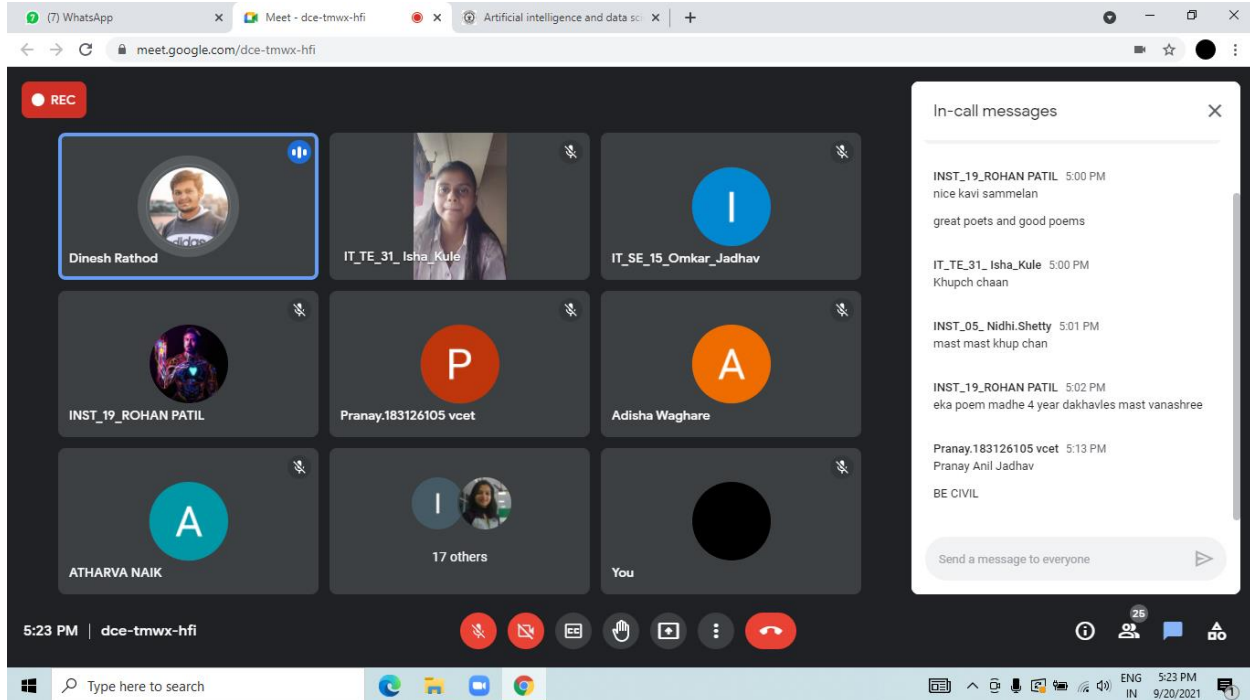 (7) WhatsApp
Meet - dce-tmwx-hfi
Artificial intelligence and data sc
meet.google.com/dce-tmwx-hfi
REC
Dinesh Rathod
IT_TE_31_ Isha_Kule
I
IT_SE_15_Omkar_Jadhav
INST_19_ROHAN PATIL
P
Pranay.183126105 vcet
A
Adisha Waghare
A
ATHARVA NAIK
I
17 others
You
In-call messages
INST_19_ROHAN PATIL 5:00 PM
nice kavi sammelan
great poets and good poems
IT_TE_31_ Isha_Kule 5:00 PM
Khupch chaan
INST_05_ Nidhi.Shetty 5:01 PM
mast mast khup chan
INST_19_ROHAN PATIL 5:02 PM
eka poem madhe 4 year dakhavles mast vanashree
Pranay.183126105 vcet 5:13 PM
Pranay Anil Jadhav
BE CIVIL
Send a message to everyone
5:23 PM | dce-tmwx-hfi
CC
25
Type here to search
ENG
IN
5:23 PM
9/20/2021
1